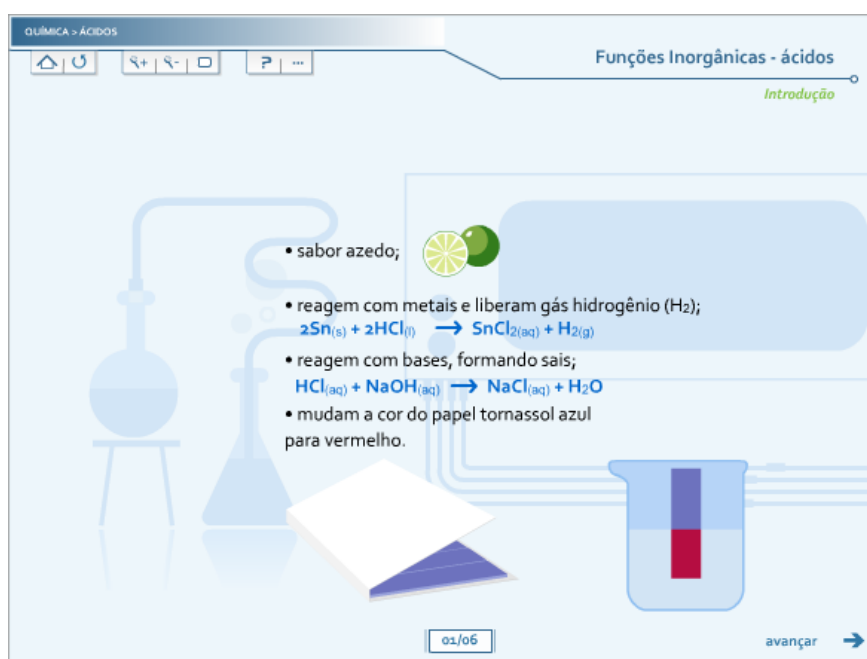 QUÍMICA > ÁCIDOS
? ...
Funções Inorgânicas - ácidos
Introdução
• sabor azedo;
• reagem com metais e liberam gás hidrogênio (H₂);
2Sn(s) + 2HCl(l) → SnCl₂(aq) + H₂(g)
• reagem com bases, formando sais;
HCl(aq) + NaOH(aq) → NaCl(aq) + H₂O
• mudam a cor do papel tornassol azul
para vermelho.
01/06
avançar →